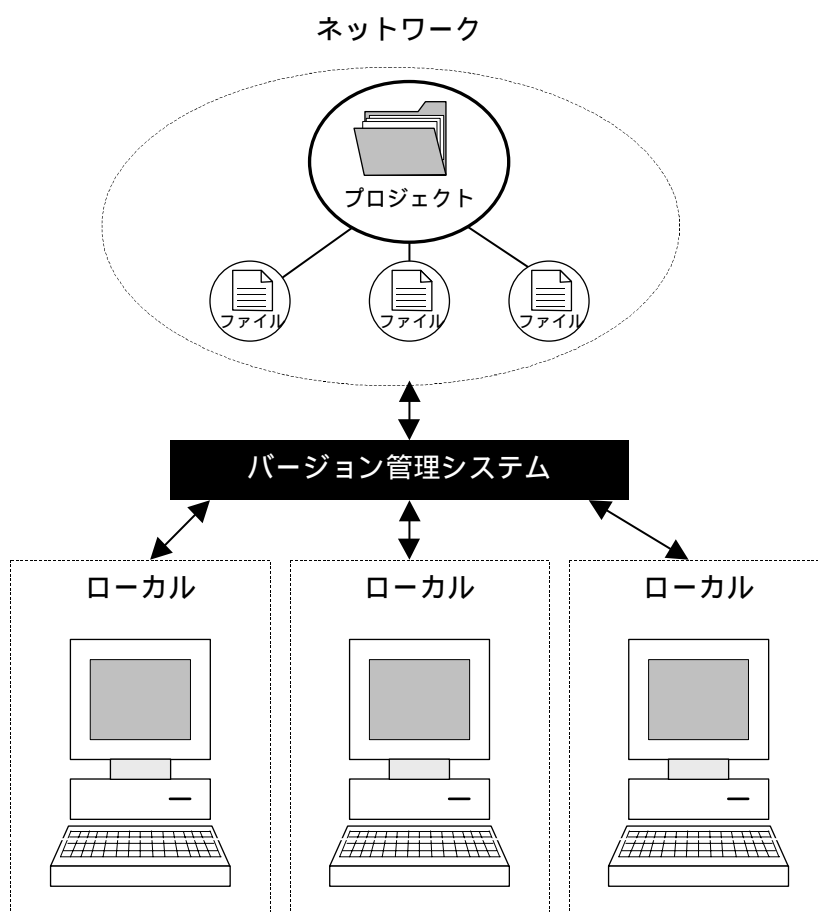 ネットワーク
プロジェクト
ファイル
ファイル
ファイル
バージョン管理システム
ローカル
ローカル
ローカル